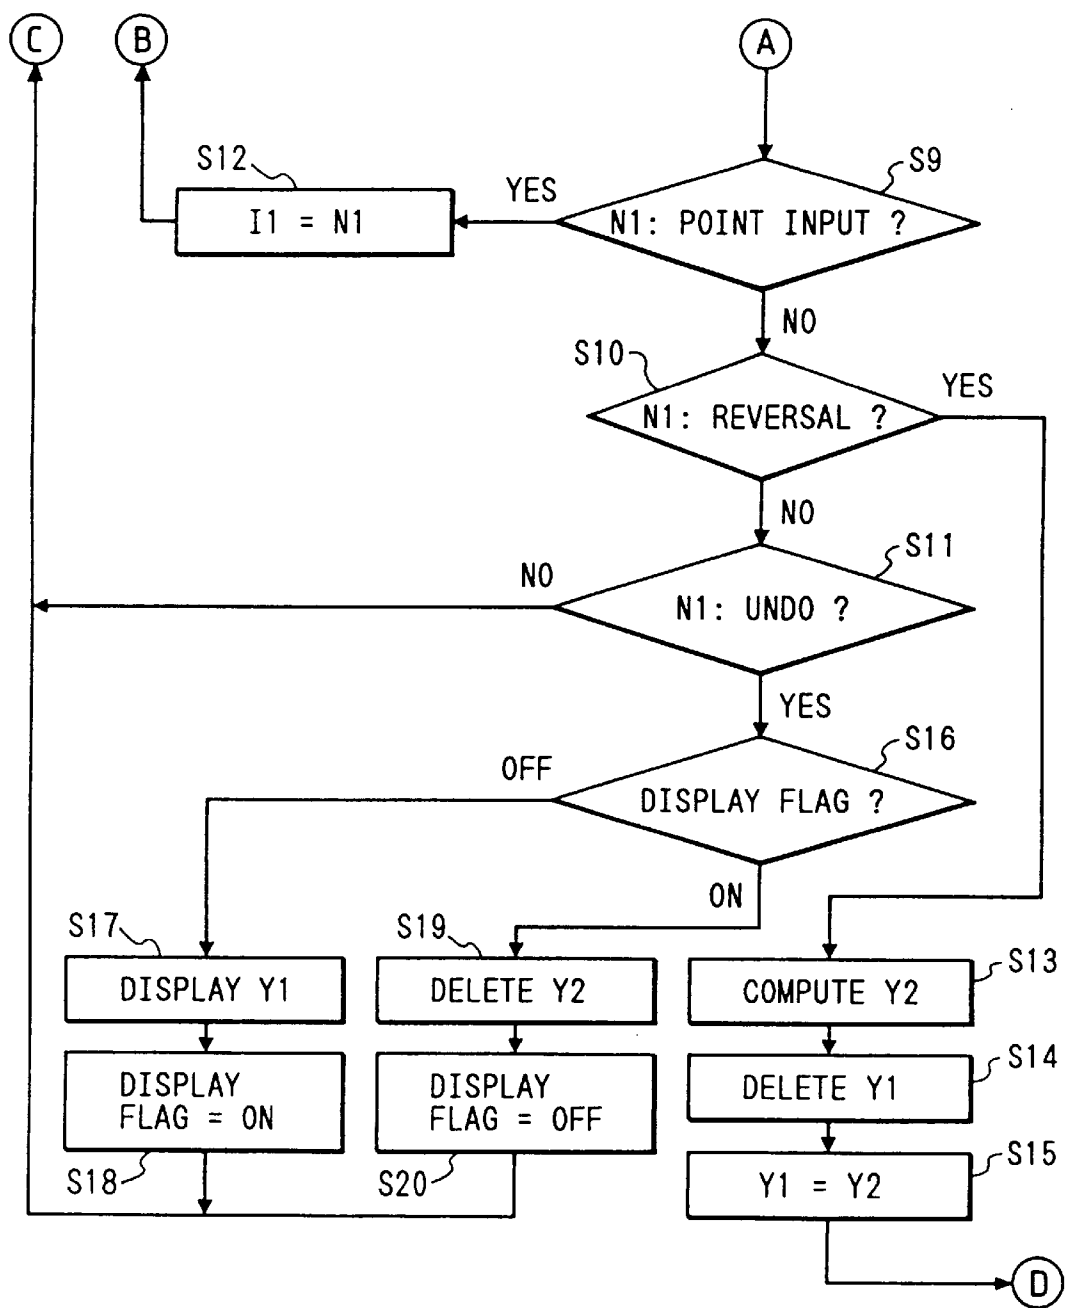 C
B
A
S12
YES
S9
I1 = N1
N1: POINT INPUT ?
NO
S10
YES
N1: REVERSAL ?
NO
S11
NO
N1: UNDO ?
YES
S16
OFF
DISPLAY FLAG ?
ON
S17
S19
S13
DISPLAY Y1
DELETE Y2
COMPUTE Y2
S14
DISPLAY
FLAG = ON
DISPLAY
FLAG = OFF
DELETE Y1
S15
S18
S20
Y1 = Y2
D